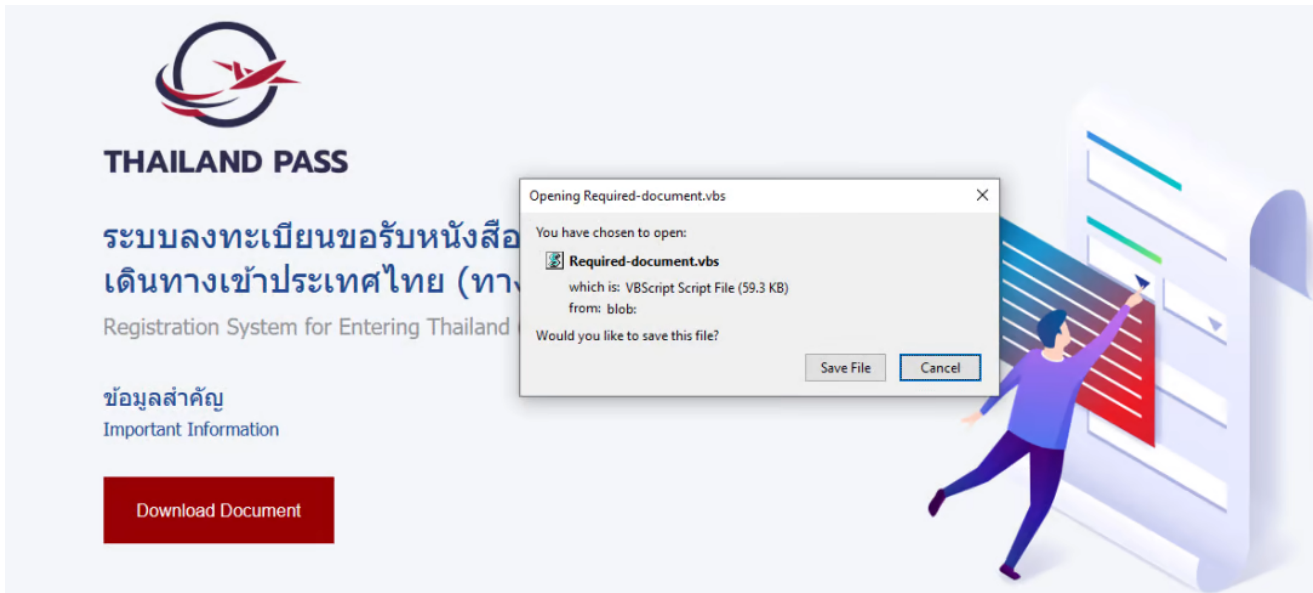 THAILAND PASS
ระบบลงทะเบียนขอรับหนังสือ
เดินทางเข้าประเทศไทย (ทาง
Registration System for Entering Thailand
ข้อมูลสำคัญ
Important Information
Download Document
Opening Required-document.vbs
You have chosen to open:
Required-document.vbs
which is: VBScript Script File (59.3 KB)
from: blob:
Would you like to save this file?
Save File
Cancel